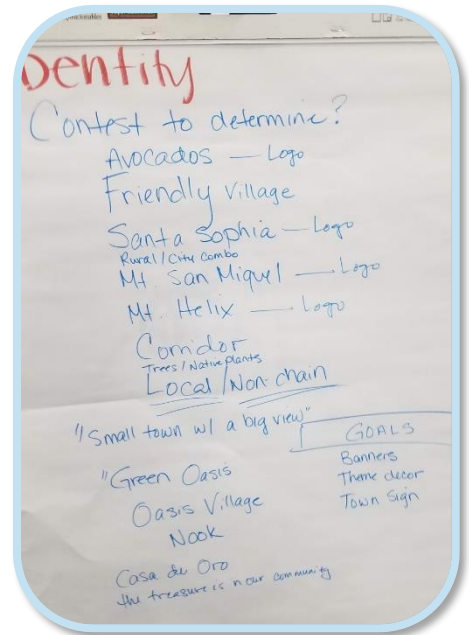 Dentity
Contest to determine?
Avocados — Logo
Friendly Village
Santa Sophia — Logo
Rural/City Combo
Mt San Miguel — Logo
Mt. Helix — Logo
Corridor
Trees/Native plants
Local/Non-chain
"Small town w/ a big view"
GOALS
Banners
Theme decor
Town Sign
"Green Oasis
Oasis Village
Nook
Casa de Oro
the treasure is n our community